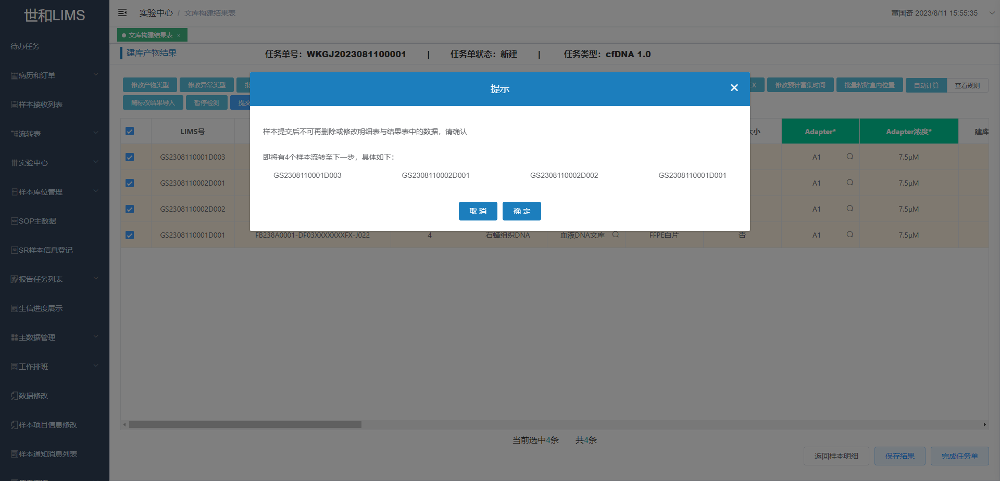 世和LIMS
待办任务
病历和订单
样本接收列表
流转表
实验中心
样本库位管理
SOP主数据
SR样本信息登记
报告任务列表
生信进度展示
主数据管理
工作排班
数据修改
样本项目信息修改
样本通知消息列表
实验中心 / 文库构建结果表
董国奇 2023/8/11 15:55:35
文库构建结果表 ×
建库产物结果
任务单号：WKGJ2023081100001 | 任务单状态：新建 | 任务类型：cfDNA 1.0
修改产物类型 修改异常类型 批 EX 修改预计富集时间 批量粘贴盒内位置 自动计算 查看规则
酶标仪结果导入 暂停检测 提交
提示
样本提交后不可再删除或修改明细表与结果表中的数据，请确认
即将有4个样本流转至下一步，具体如下：
GS2308110001D003 GS2308110002D001 GS2308110002D002 GS2308110001D001
取 消 确 定
LIMS号 大小 Adapter* Adapter浓度* 建库
GS2308110001D003 A1 7.5μM
GS2308110002D001 A1 7.5μM
GS2308110002D002 A1 7.5μM
GS2308110001D001 FB238A0001-DF03XXXXXXXFX-J022 4 石蜡组织DNA 血液DNA文库 FFPE白片 否 A1 7.5μM
当前选中4条 共4条
返回样本明细 保存结果 完成任务单